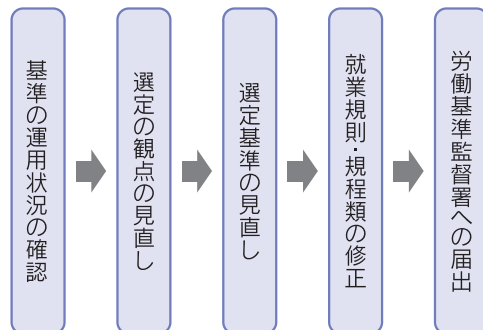 基準の運用状況の確認
選定の観点の見直し
選定基準の見直し
就業規則・規程類の修正
労働基準監督署への届出